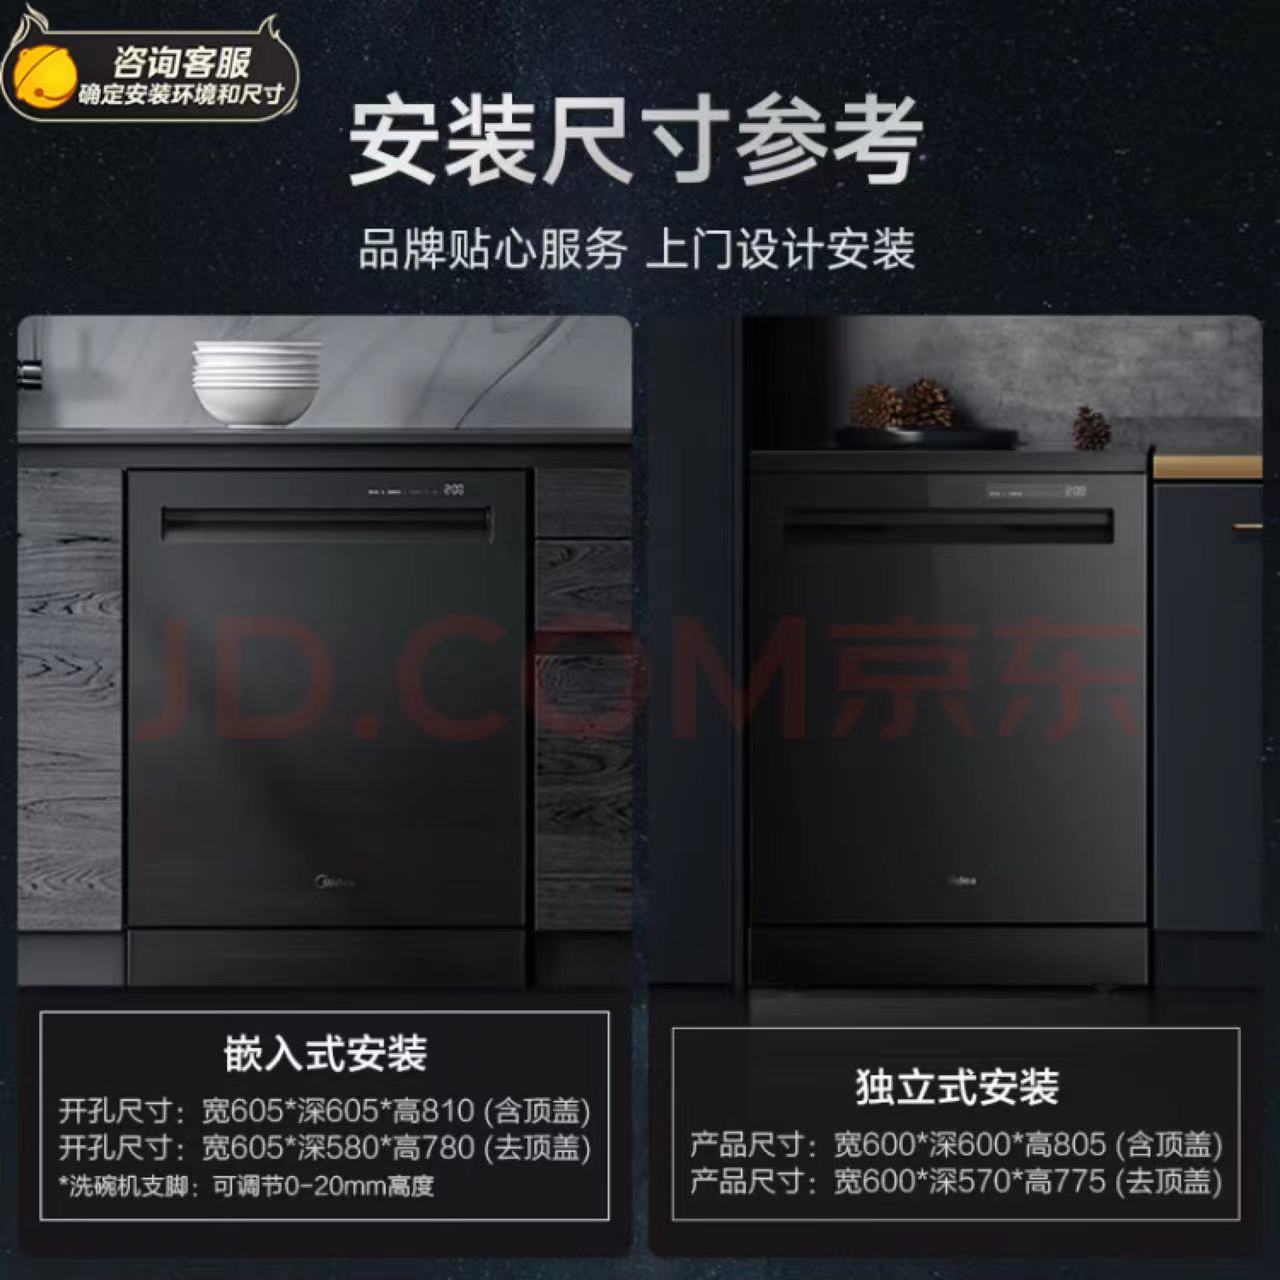 咨询客服
确定安装环境和尺寸
安装尺寸参考
品牌贴心服务 上门设计安装
2:00
2:00
JD.COM京东
Midea
idea
嵌入式安装
开孔尺寸：宽605*深605*高810 (含顶盖)
开孔尺寸：宽605*深580*高780 (去顶盖)
*洗碗机支脚：可调节0-20mm高度
独立式安装
产品尺寸：宽600*深600*高805 (含顶盖)
产品尺寸：宽600*深570*高775 (去顶盖)